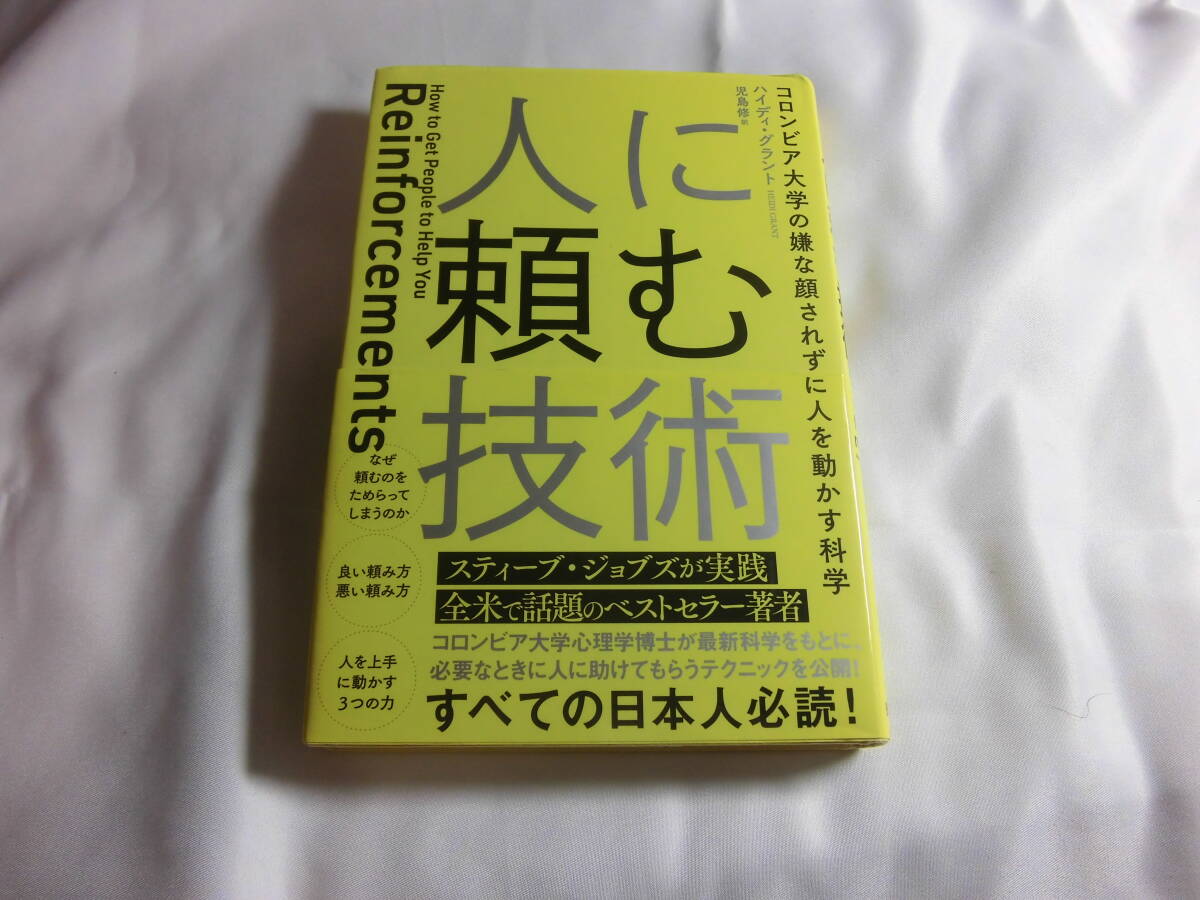 コロンビア大学の嫌な顔されずに人を動かす科学
ハイディ・グラント HEIDI GRANT
児島修 訳
人に
頼む
技術
How to Get People to Help You
Reinforcements
なぜ
頼むのを
ためらって
しまうのか
良い頼み方
悪い頼み方
人を上手
に動かす
3つの力
スティーブ・ジョブズが実践
全米で話題のベストセラー著者
コロンビア大学心理学博士が最新科学をもとに、
必要なときに人に助けてもらうテクニックを公開!
すべての日本人必読!